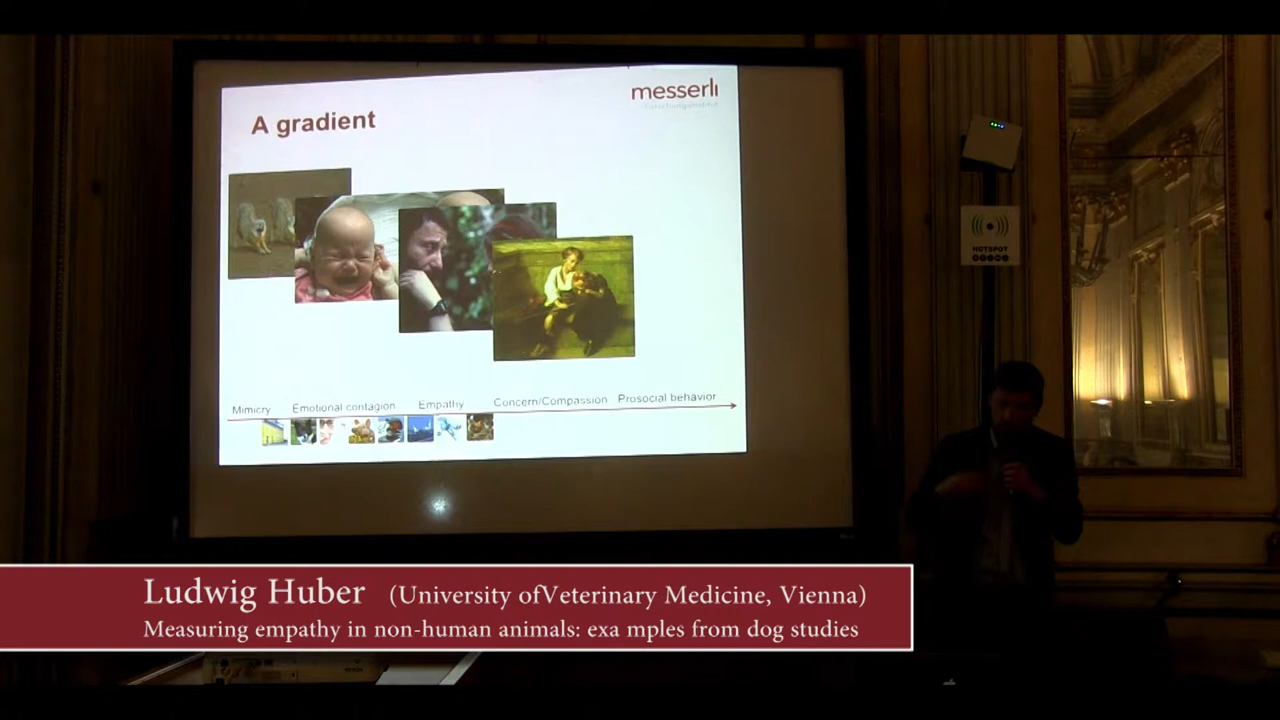 messerli
Forschungsinstitut
A gradient
Mimicry Emotional contagion Empathy Concern/Compassion Prosocial behavior
HOTSPOT
Ludwig Huber (University ofVeterinary Medicine, Vienna)
Measuring empathy in non-human animals: exa mples from dog studies